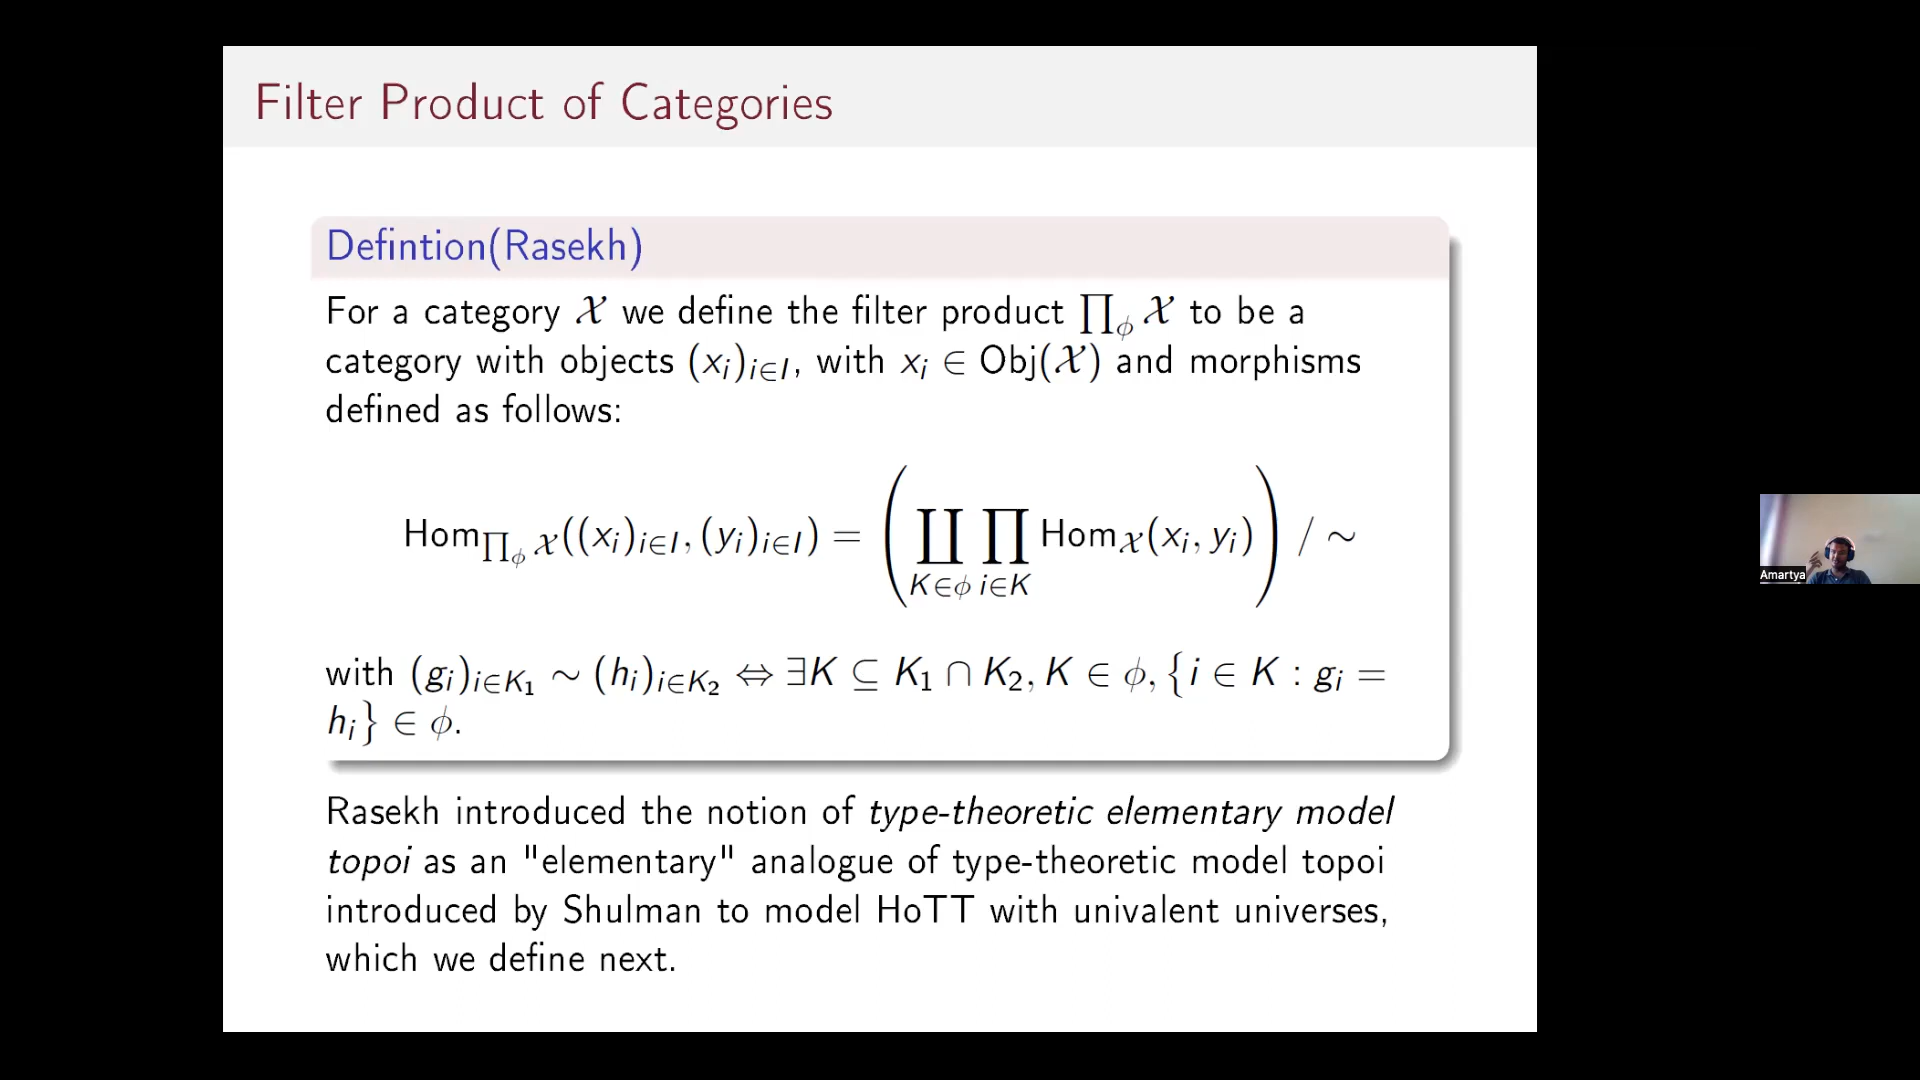 Filter Product of Categories
Defintion(Rasekh)
For a category 𝒳 we define the filter product ∏_ϕ 𝒳 to be a
category with objects (x_i)_{i∈I}, with x_i ∈ Obj(𝒳) and morphisms
defined as follows:
Hom_{∏_ϕ 𝒳}((x_i)_{i∈I}, (y_i)_{i∈I}) = (∐_{K∈ϕ} ∏_{i∈K} Hom_𝒳(x_i, y_i)) / ∼
with (g_i)_{i∈K_1} ∼ (h_i)_{i∈K_2} ⇔ ∃K ⊆ K_1 ∩ K_2, K ∈ ϕ, {i ∈ K : g_i =
h_i} ∈ ϕ.
Rasekh introduced the notion of type-theoretic elementary model
topoi as an "elementary" analogue of type-theoretic model topoi
introduced by Shulman to model HoTT with univalent universes,
which we define next.
Amartya